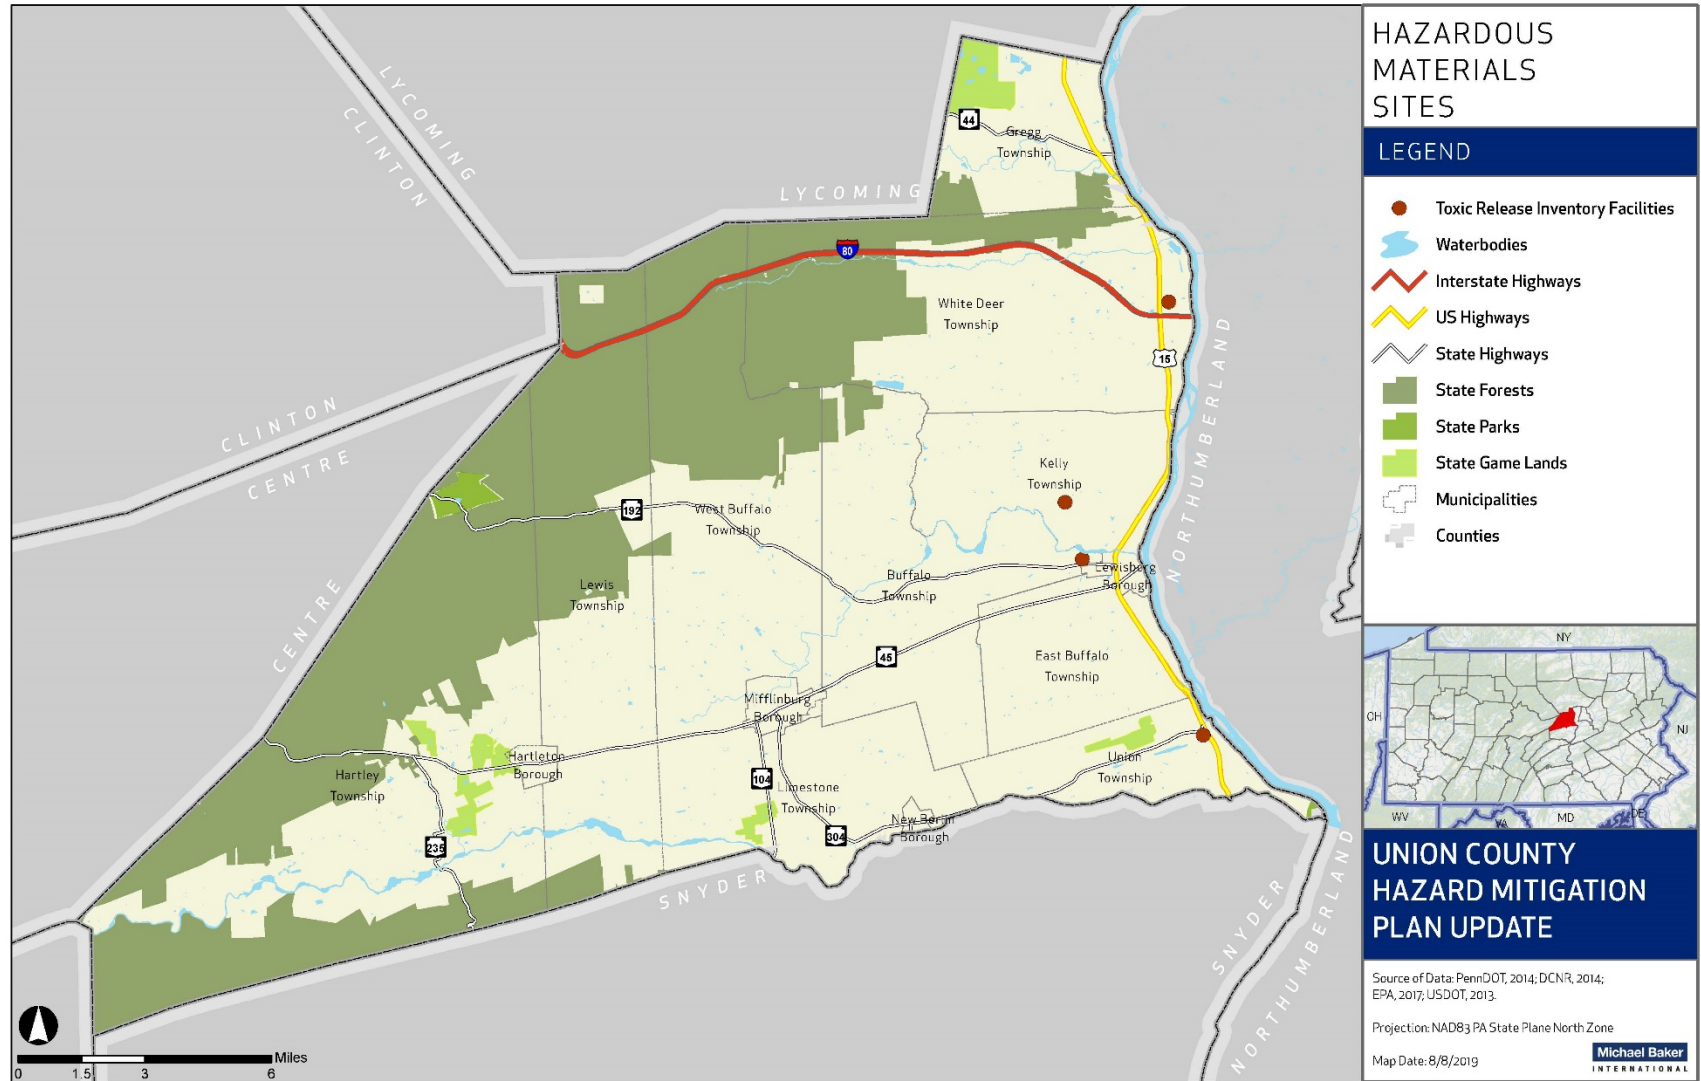 HAZARDOUS
MATERIALS
SITES
LEGEND
Toxic Release Inventory Facilities
Waterbodies
Interstate Highways
US Highways
State Highways
State Forests
State Parks
State Game Lands
Municipalities
Counties
NY
OH
NJ
WV
VA
MD
DE
UNION COUNTY
HAZARD MITIGATION
PLAN UPDATE
Source of Data: PennDOT, 2014; DCNR, 2014;
EPA, 2017; USDOT, 2013.
Projection: NAD83 PA State Plane North Zone
Map Date: 8/8/2019
Michael Baker
INTERNATIONAL
LYCOMING
CLINTON
LYCOMING
CLINTON
CENTRE
CENTRE
NORTHUMBERLAND
SNYDER
SNYDER
NORTHUMBERLAND
44
Gregg
Township
80
White Deer
Township
15
Kelly
Township
192
West Buffalo
Township
Lewis
Township
Buffalo
Township
Lewisburg
Borough
45
East Buffalo
Township
Mifflinburg
Borough
Hartleton
Borough
Hartley
Township
104
Limestone
Township
Union
Township
304
New Berlin
Borough
235
Miles
0 1.5 3 6